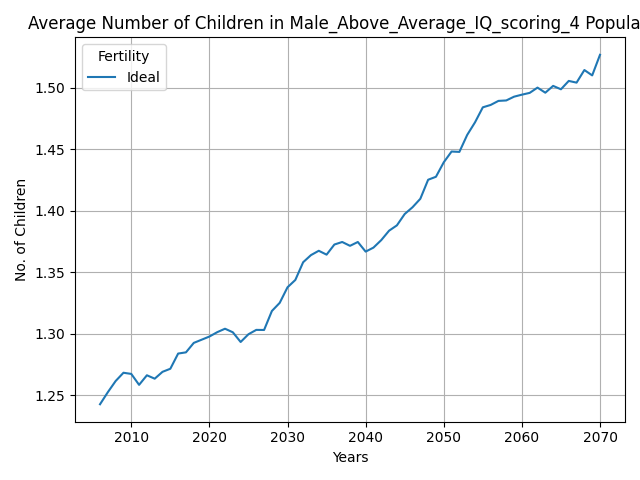 Average Number of Children in Male_Above_Average_IQ_scoring_4 Popula
Fertility
Ideal
No. of Children
1.50
1.45
1.40
1.35
1.30
1.25
2010 2020 2030 2040 2050 2060 2070
Years